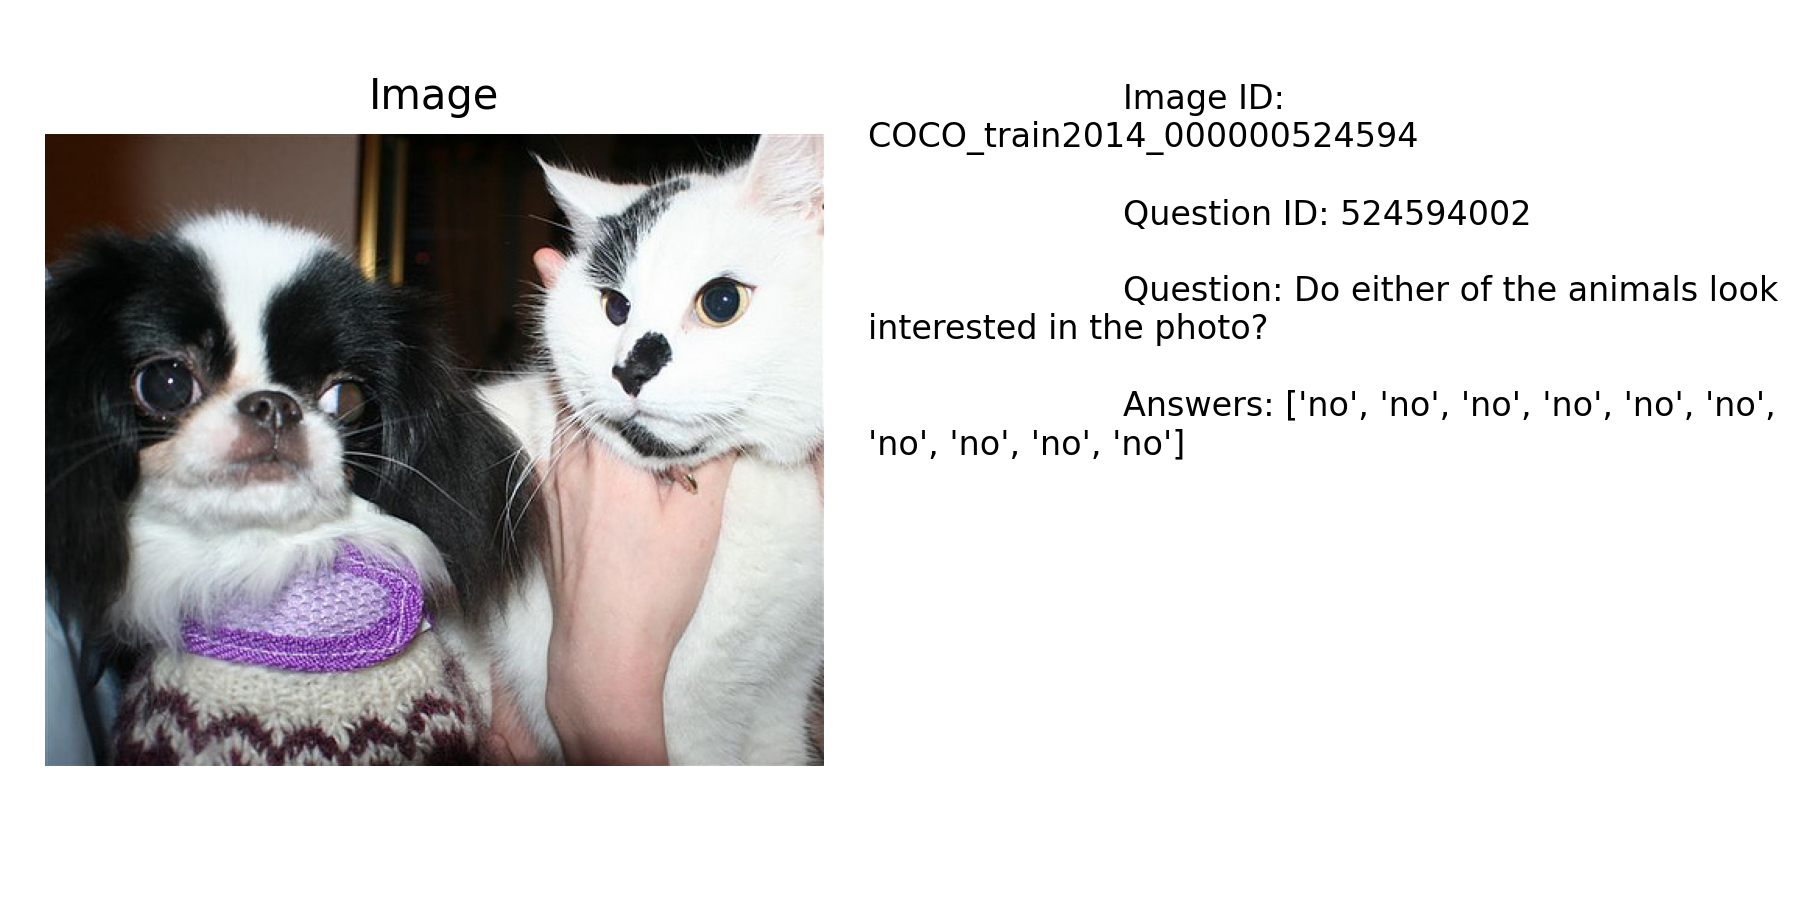 Image
Image ID:
COCO_train2014_000000524594
Question ID: 524594002
Question: Do either of the animals look
interested in the photo?
Answers: ['no', 'no', 'no', 'no', 'no', 'no',
'no', 'no', 'no', 'no']